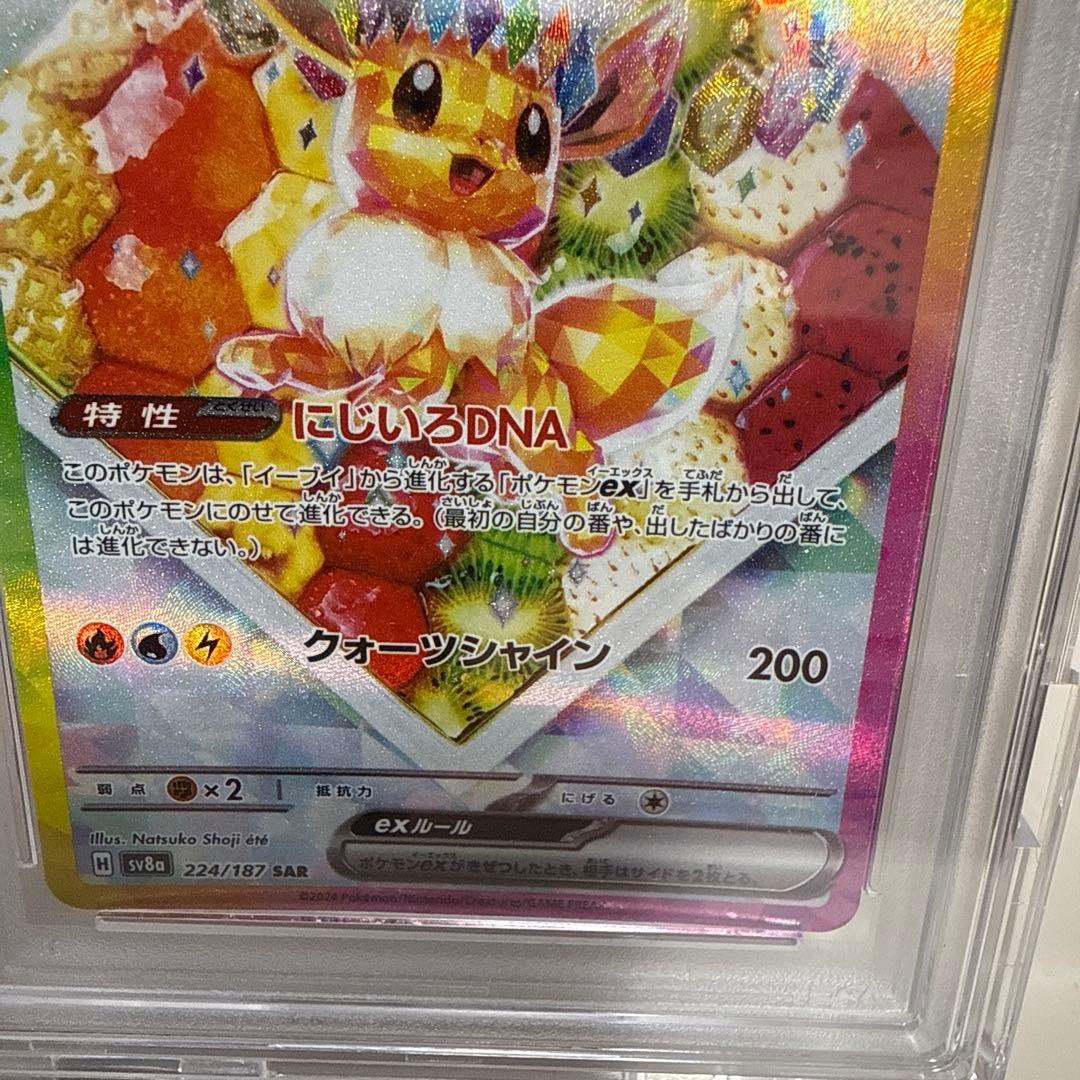 特性 とくせい にじいろDNA
このポケモンは、「イーブイ」から進化する「ポケモンex」を手札から出して、
このポケモンにのせて進化できる。(最初の自分の番や、出したばかりの番に
は進化できない。)
クォーツシャイン 200
弱点 ×2 抵抗力 にげる
Illus. Natsuko Shoji été
exルール
H sv8a 224/187 SAR
ポケモンexがきぜつしたとき、相手はサイドを2枚とる。
©2024 Pokémon/Nintendo/Creatures/GAME FREAK